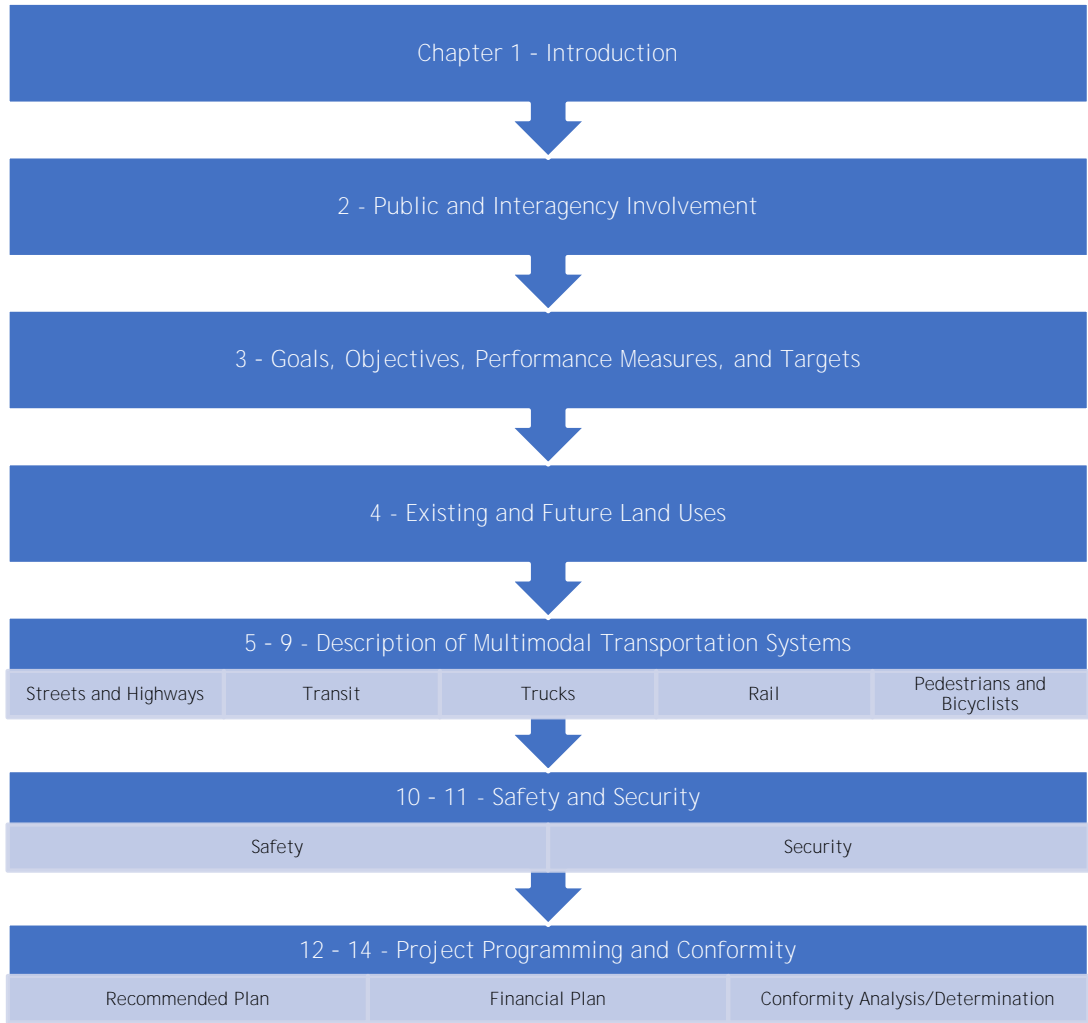 Chapter 1 - Introduction
2 - Public and Interagency Involvement
3 - Goals, Objectives, Performance Measures, and Targets
4 - Existing and Future Land Uses
5 - 9 - Description of Multimodal Transportation Systems
Streets and Highways
Transit
Trucks
Rail
Pedestrians and
Bicyclists
10 - 11 - Safety and Security
Safety
Security
12 - 14 - Project Programming and Conformity
Recommended Plan
Financial Plan
Conformity Analysis/Determination